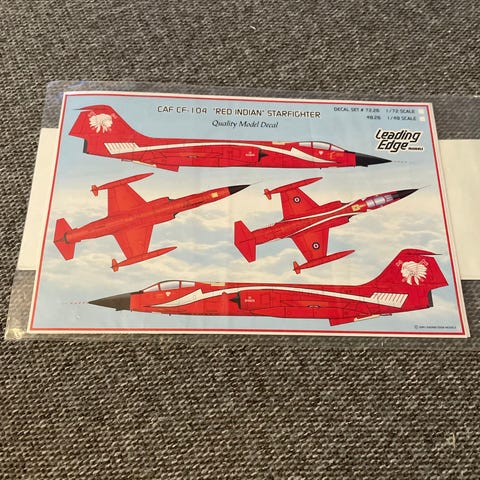 CAF CF-104 'RED INDIAN' STARFIGHTER
Quality Model Decal
DECAL SET # 72.26 1/72 SCALE
48.26 1/48 SCALE
Leading
Edge
MODELS